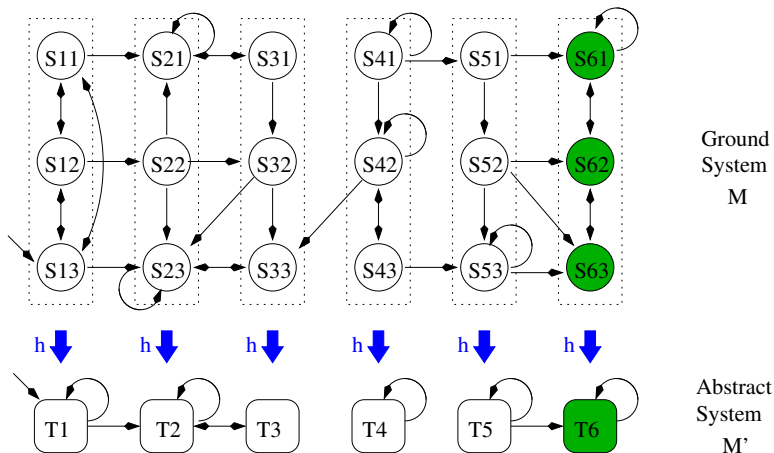 S11 S21 S31 S41 S51 S61
S12 S22 S32 S42 S52 S62
S13 S23 S33 S43 S53 S63
Ground
System
M
h h h h h h
T1 T2 T3 T4 T5 T6
Abstract
System
M'